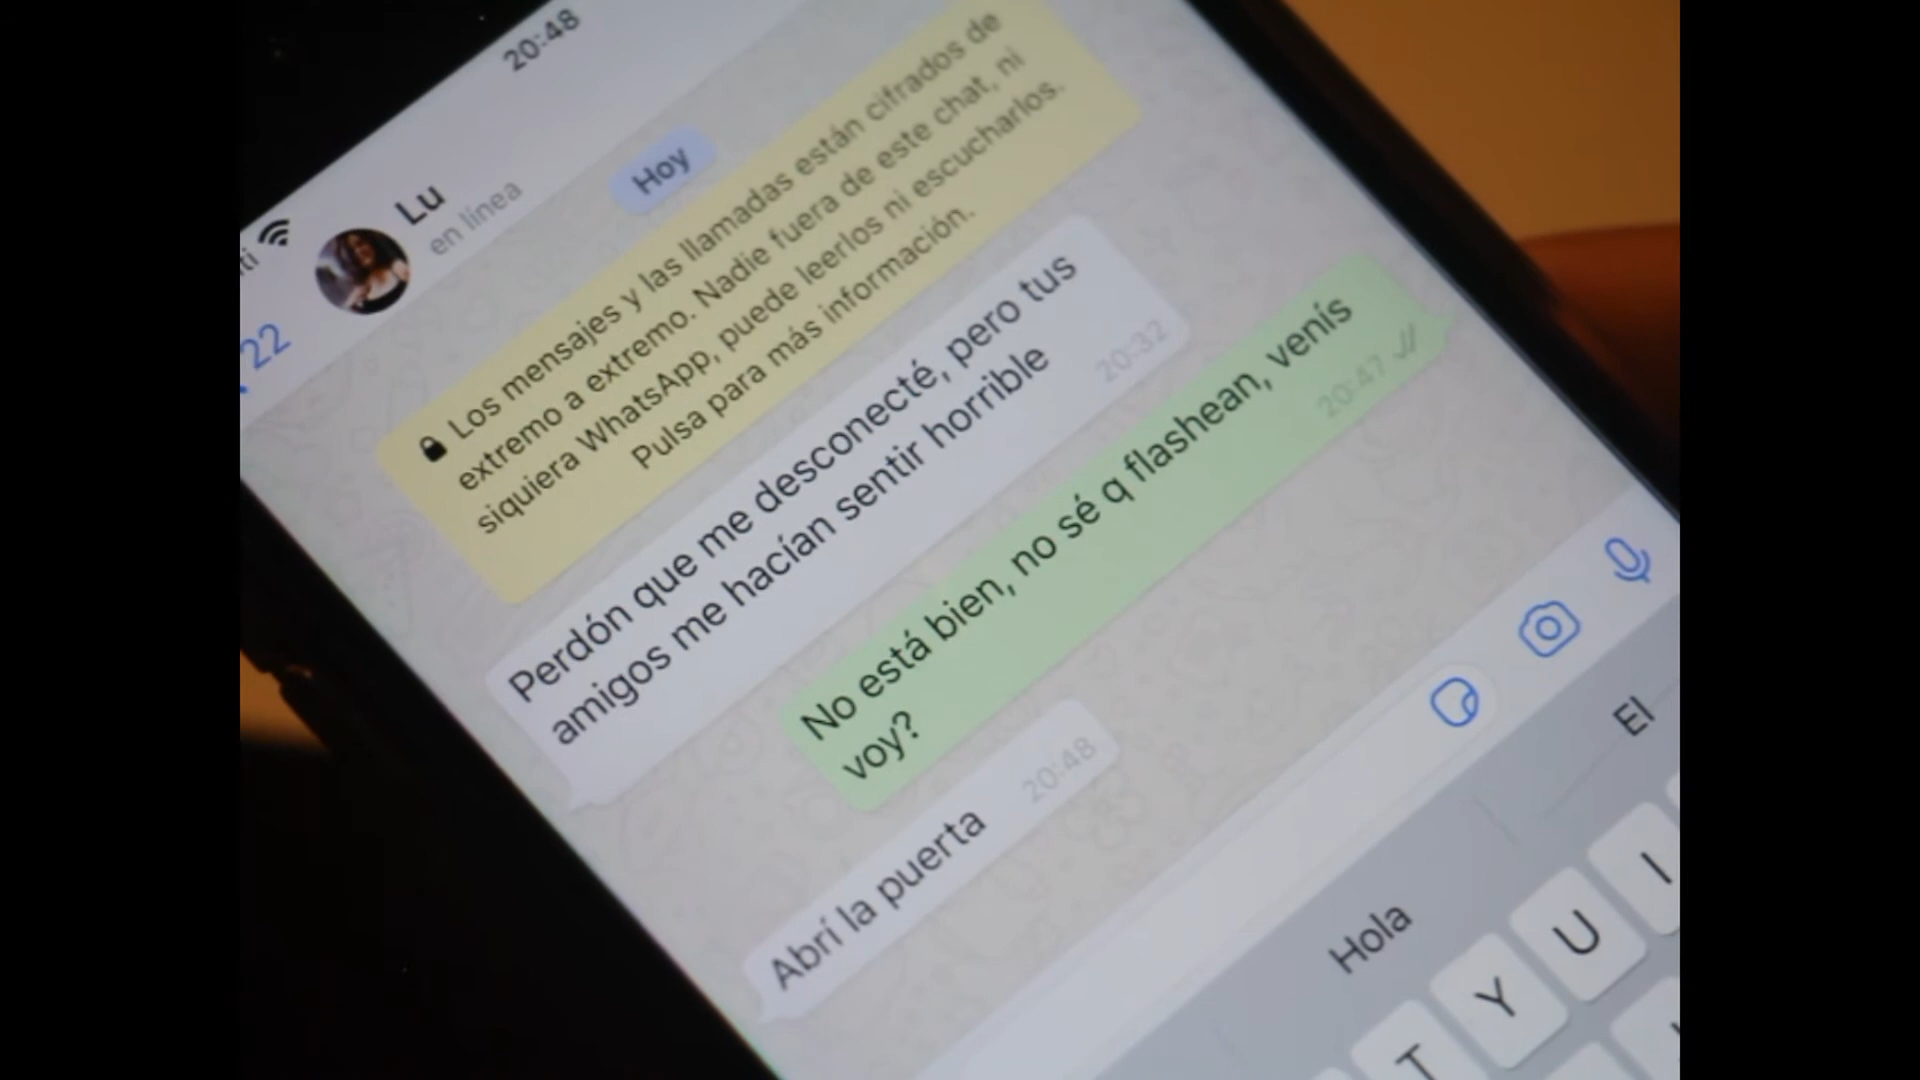 20:48
22
Lu
en línea
Hoy
Los mensajes y las llamadas están cifrados de
extremo a extremo. Nadie fuera de este chat, ni
siquiera WhatsApp, puede leerlos ni escucharlos.
Pulsa para más información.
Perdón que me desconecté, pero tus
amigos me hacían sentir horrible
20:32
No está bien, no sé q flashean, venís
voy?
20:47
Abrí la puerta
20:48
Hola
El
T Y U I